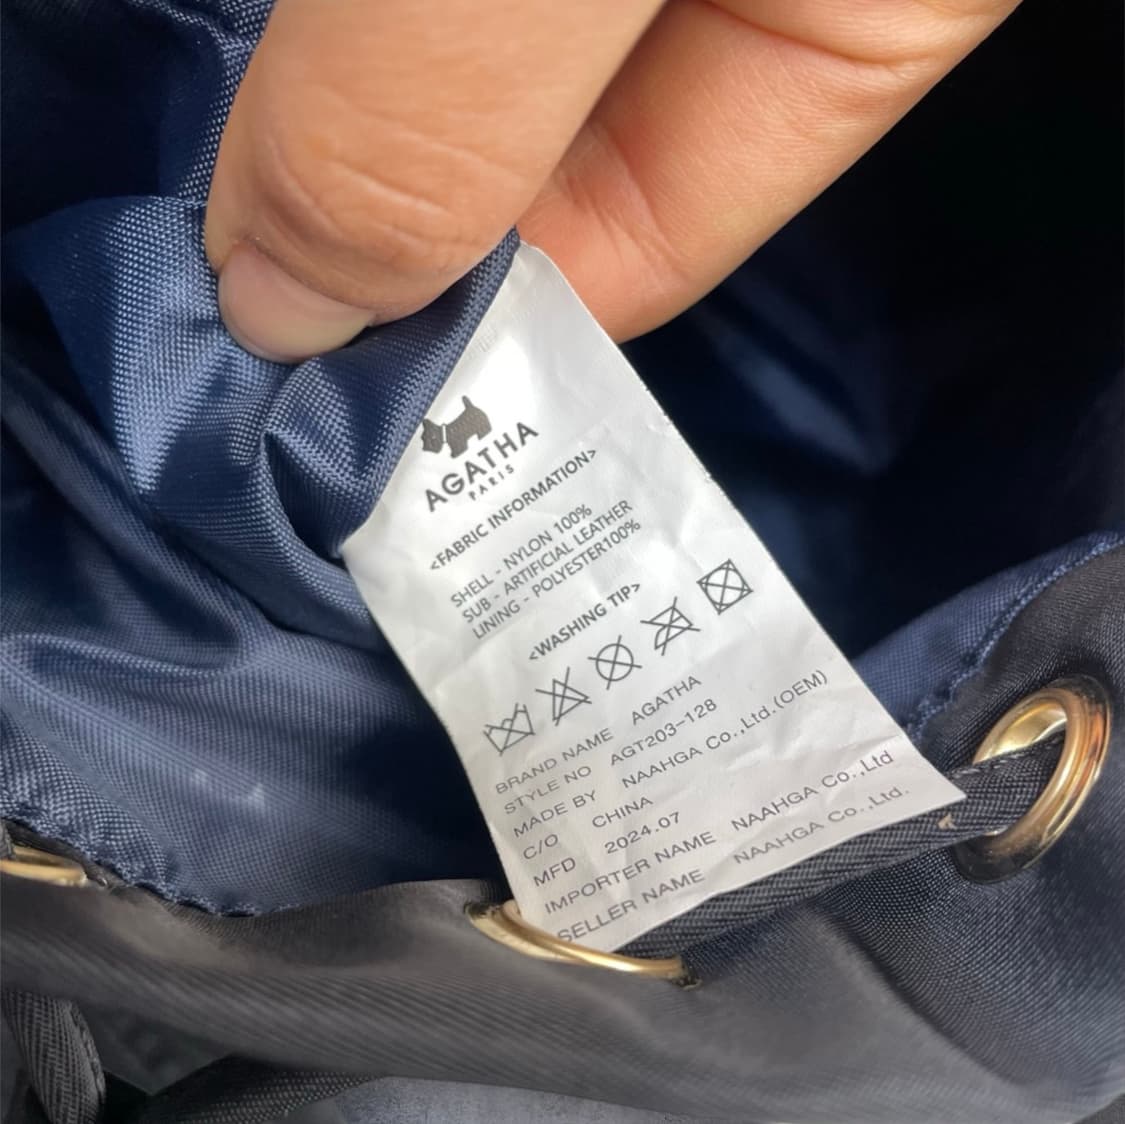 AGATHA
PARIS
<FABRIC INFORMATION>
SHELL - NYLON 100%
SUB - ARTIFICIAL LEATHER
LINING - POLYESTER100%
<WASHING TIP>
BRAND NAME AGATHA
STYLE NO AGT203-128
MADE BY NAAHGA Co.,Ltd.(OEM)
C/O CHINA
MFD 2024.07
IMPORTER NAME NAAHGA Co.,Ltd
SELLER NAME NAAHGA Co.,Ltd.